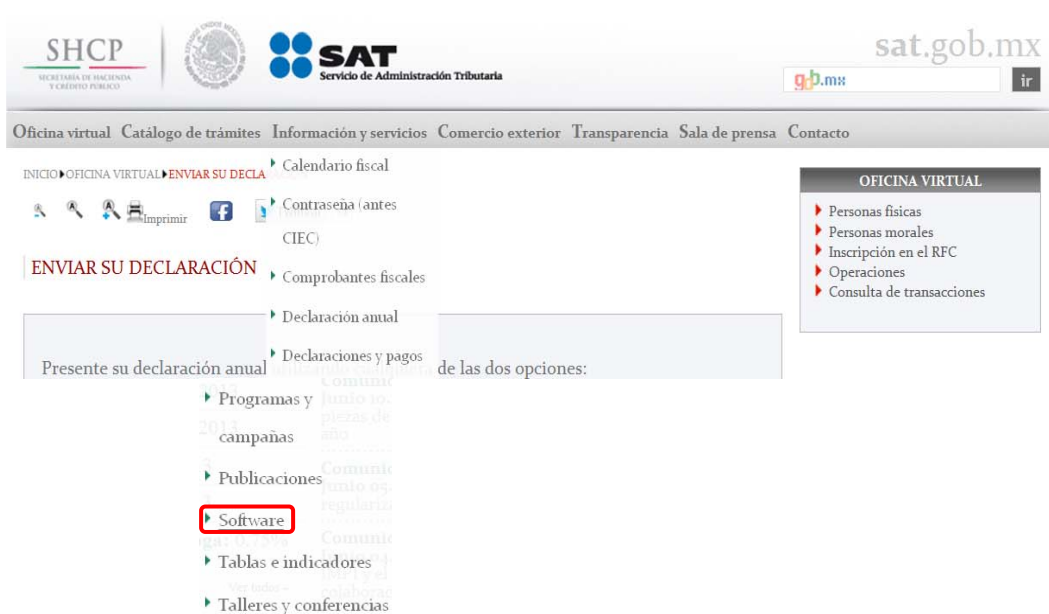 SHCP
SECRETARÍA DE HACIENDA
Y CRÉDITO PÚBLICO
SAT
Servicio de Administración Tributaria
sat.gob.mx
gob.mx
ir
Oficina virtual Catálogo de trámites Información y servicios Comercio exterior Transparencia Sala de prensa Contacto
INICIO OFICINA VIRTUAL ENVIAR SU DECLA
Imprimir
ENVIAR SU DECLARACIÓN
Presente su declaración anual utilizando cualquiera de las dos opciones:
Calendario fiscal
Contraseña (antes
CIEC)
Comprobantes fiscales
Declaración anual
Declaraciones y pagos
Programas y
campañas
Publicaciones
Software
Tablas e indicadores
Talleres y conferencias
OFICINA VIRTUAL
Personas físicas
Personas morales
Inscripción en el RFC
Operaciones
Consulta de transacciones